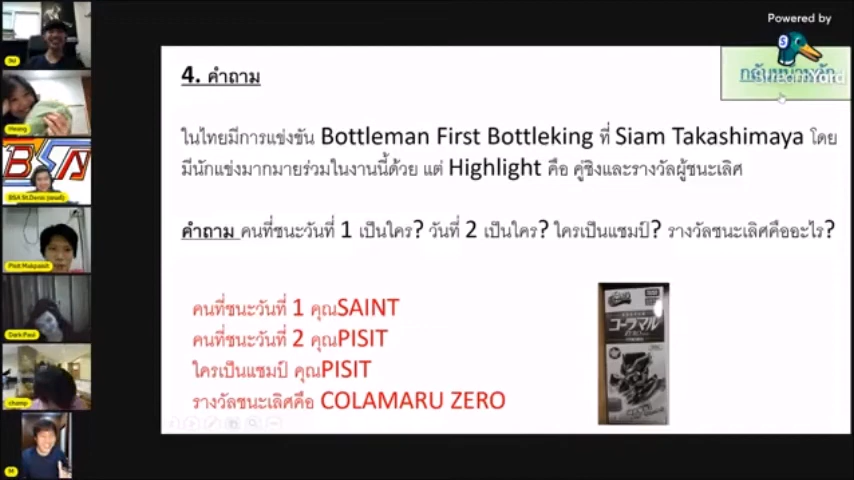 Powered by
StreamYard
4. คำถาม
ในไทยมีการแข่งขัน Bottleman First Bottleking ที่ Siam Takashimaya โดย
มีนักแข่งมากมายร่วมในงานนี้ด้วย แต่ Highlight คือ คู่ชิงและรางวัลผู้ชนะเลิศ
คำถาม คนที่ชนะวันที่ 1 เป็นใคร? วันที่ 2 เป็นใคร? ใครเป็นแชมป์? รางวัลชนะเลิศคืออะไร?
คนที่ชนะวันที่ 1 คุณSAINT
คนที่ชนะวันที่ 2 คุณPISIT
ใครเป็นแชมป์ คุณPISIT
รางวัลชนะเลิศคือ COLAMARU ZERO
コーラマル
Heang
BSA
Pisit Makpaisit
Dark Paul
champ
M